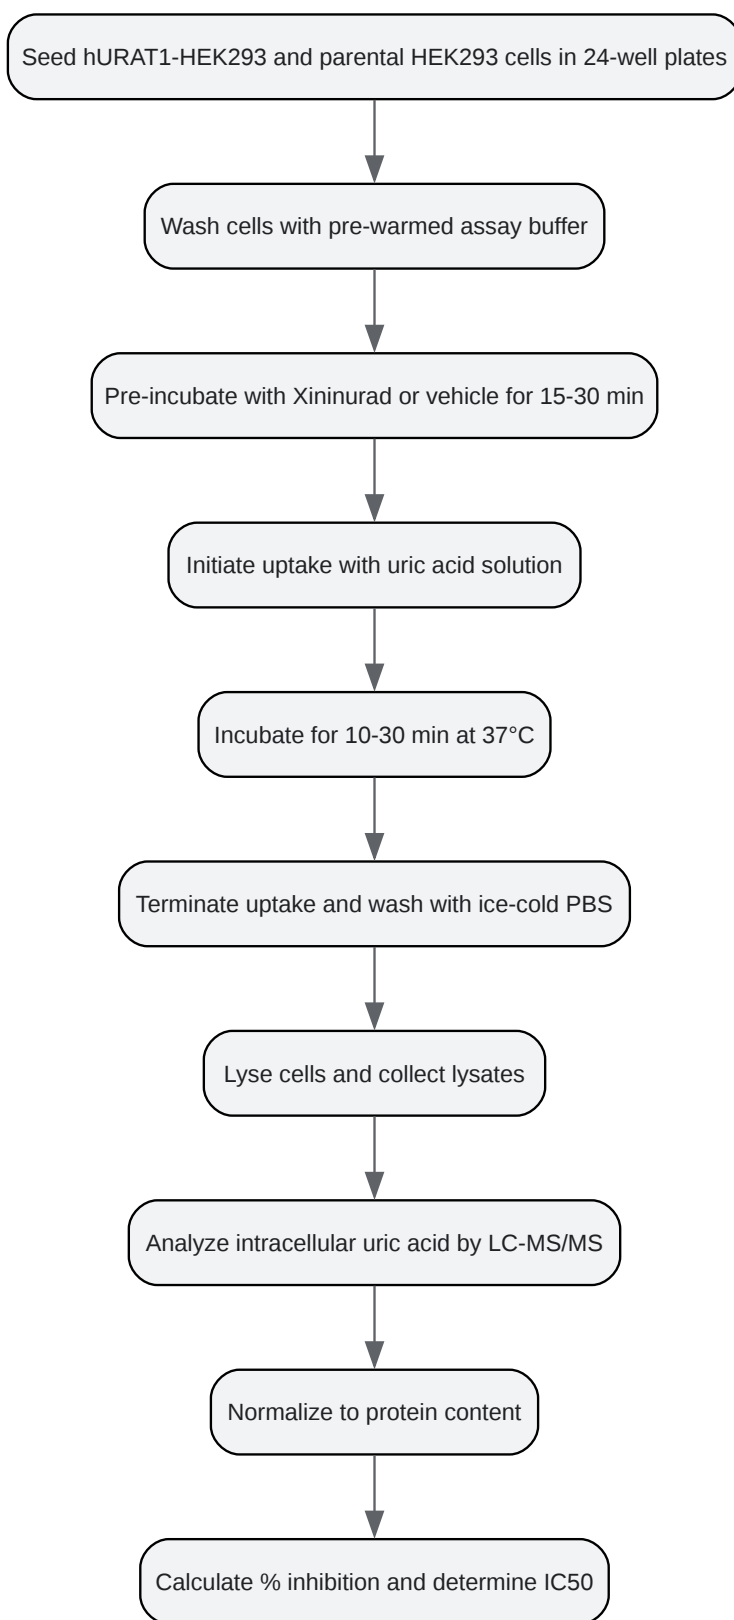 Seed hURAT1-HEK293 and parental HEK293 cells in 24-well plates
Wash cells with pre-warmed assay buffer
Pre-incubate with Xininurad or vehicle for 15-30 min
Initiate uptake with uric acid solution
Incubate for 10-30 min at 37°C
Terminate uptake and wash with ice-cold PBS
Lyse cells and collect lysates
Analyze intracellular uric acid by LC-MS/MS
Normalize to protein content
Calculate % inhibition and determine IC50